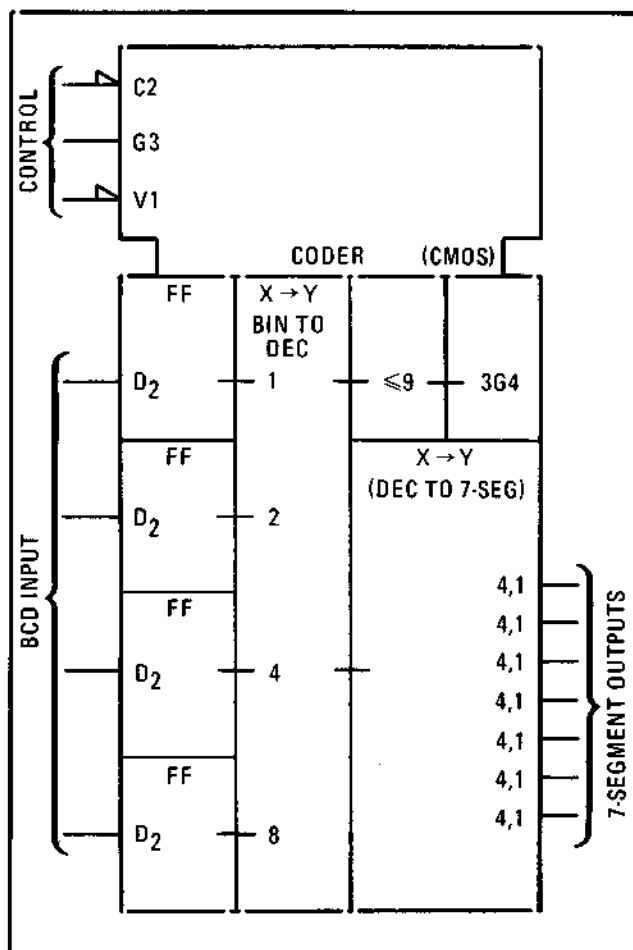 CONTROL
C2
G3
V1
CODER (CMOS)
BCD INPUT
FF
D2
FF
D2
FF
D2
FF
D2
X → Y
BIN TO
DEC
1
2
4
8
≤9
3G4
X → Y
(DEC TO 7-SEG)
4,1
4,1
4,1
4,1
4,1
4,1
4,1
7-SEGMENT OUTPUTS